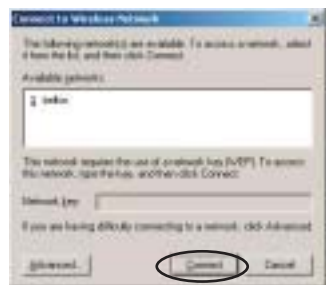 Connect to Wireless Network
The following network(s) are available. To access a network, select
it from the list, and then click Connect.
Available networks:
belkin
This network requires the use of a network key (WEP). To access
this network, type the key, and then click Connect.
Network key:
If you are having difficulty connecting to a network, click Advanced.
Advanced...
Connect
Cancel